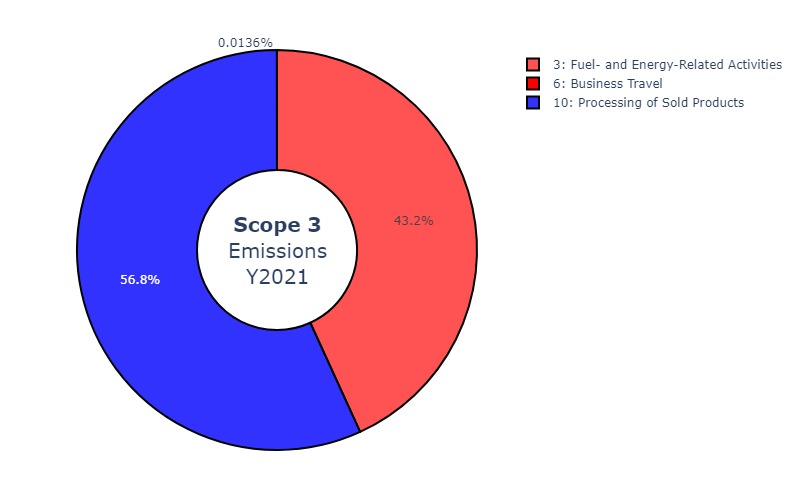 0.0136%
3: Fuel- and Energy-Related Activities
6: Business Travel
10: Processing of Sold Products
43.2%
Scope 3
Emissions
Y2021
56.8%